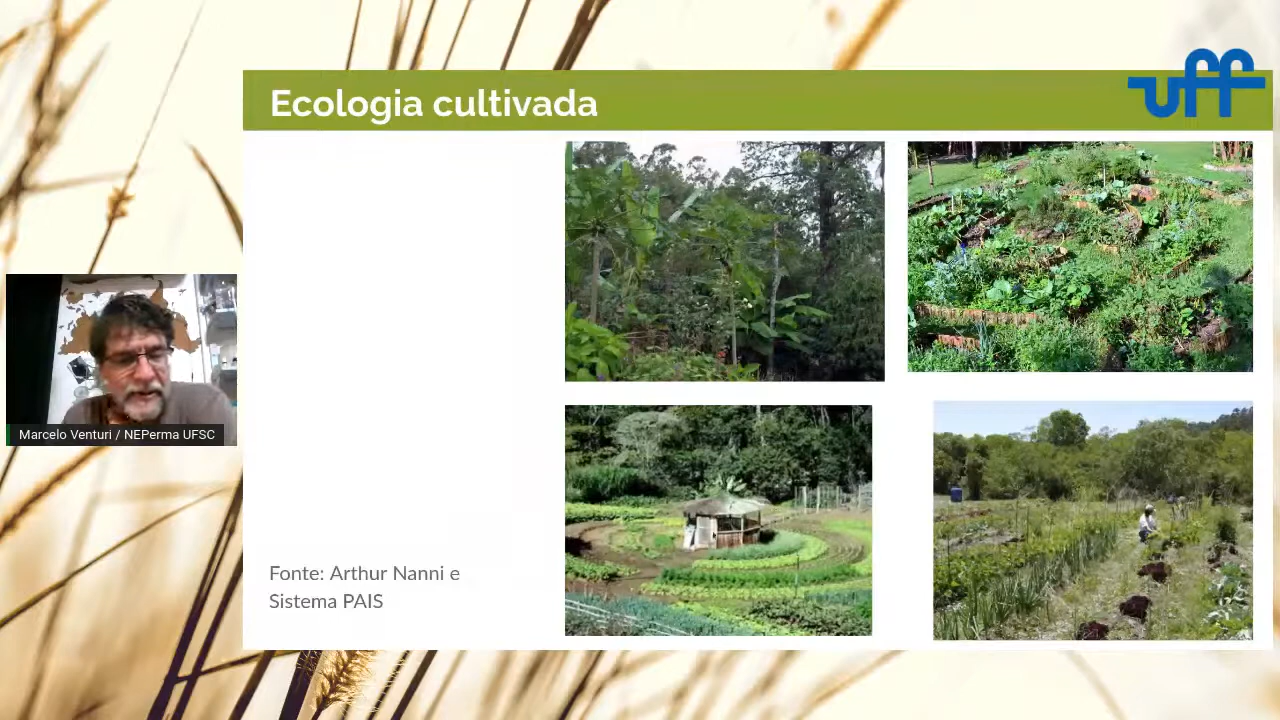 Ecologia cultivada
uff
Marcelo Venturi / NEPerma UFSC
Fonte: Arthur Nanni e
Sistema PAIS